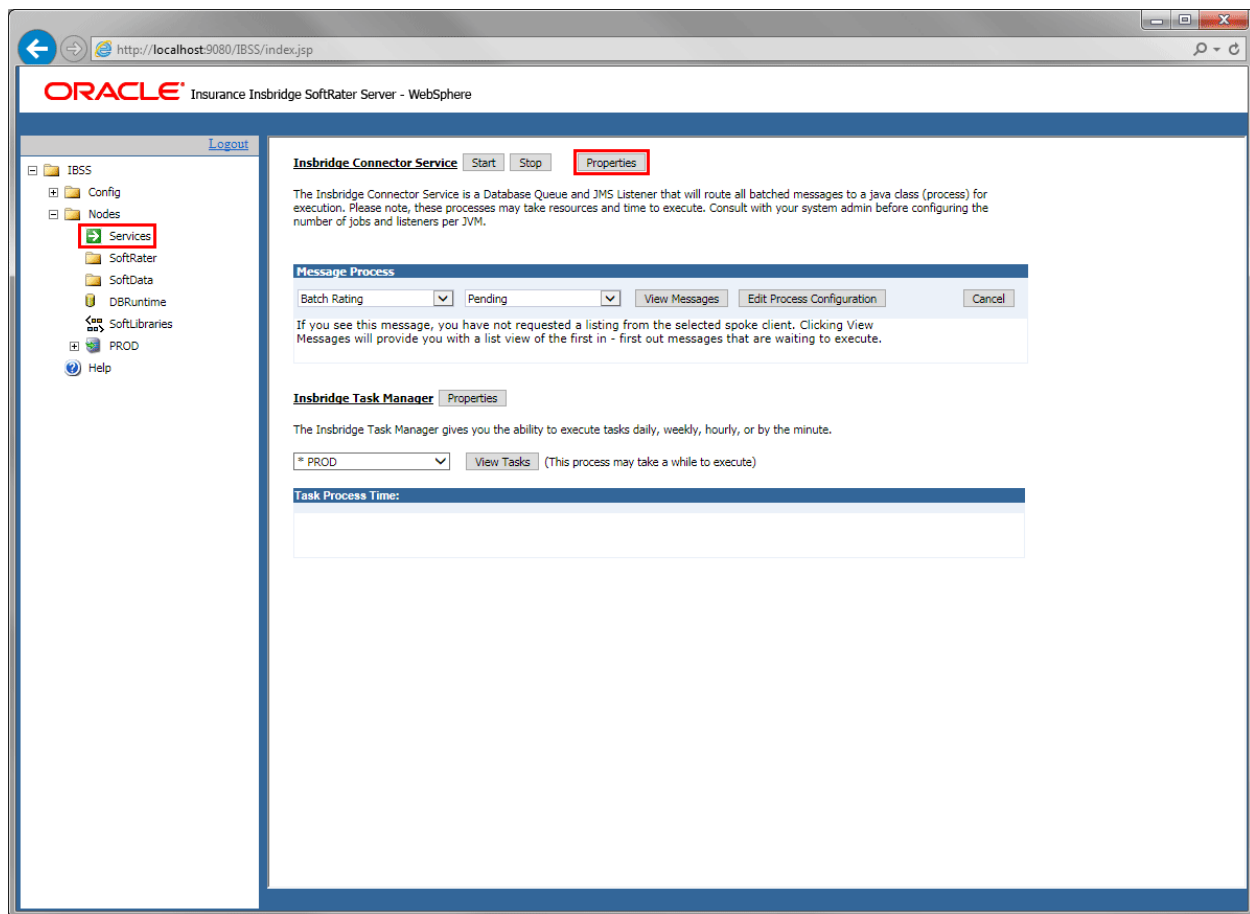 http://localhost:9080/IBSS/index.jsp
ORACLE Insurance Insbridge SoftRater Server - WebSphere
Logout
IBSS
Config
Nodes
Services
SoftRater
SoftData
DBRuntime
SoftLibraries
PROD
Help
Insbridge Connector Service Start Stop Properties
The Insbridge Connector Service is a Database Queue and JMS Listener that will route all batched messages to a java class (process) for
execution. Please note, these processes may take resources and time to execute. Consult with your system admin before configuring the
number of jobs and listeners per JVM.
Message Process
Batch Rating Pending View Messages Edit Process Configuration Cancel
If you see this message, you have not requested a listing from the selected spoke client. Clicking View
Messages will provide you with a list view of the first in - first out messages that are waiting to execute.
Insbridge Task Manager Properties
The Insbridge Task Manager gives you the ability to execute tasks daily, weekly, hourly, or by the minute.
* PROD View Tasks (This process may take a while to execute)
Task Process Time: